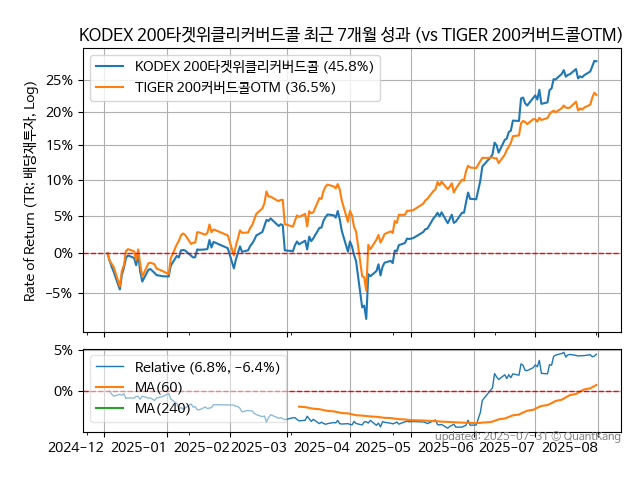 KODEX 200타겟위클리커버드콜 최근 7개월 성과 (vs TIGER 200커버드콜OTM)
Rate of Return (TR: 배당재투자, Log)
KODEX 200타겟위클리커버드콜 (45.8%)
TIGER 200커버드콜OTM (36.5%)
25%
20%
15%
10%
5%
0%
−5%
5%
0%
Relative (6.8%, −6.4%)
MA(60)
MA(240)
updated: 2025-07-31 © QuantKang
2024-12 2025-01 2025-02 2025-03 2025-04 2025-05 2025-06 2025-07 2025-08